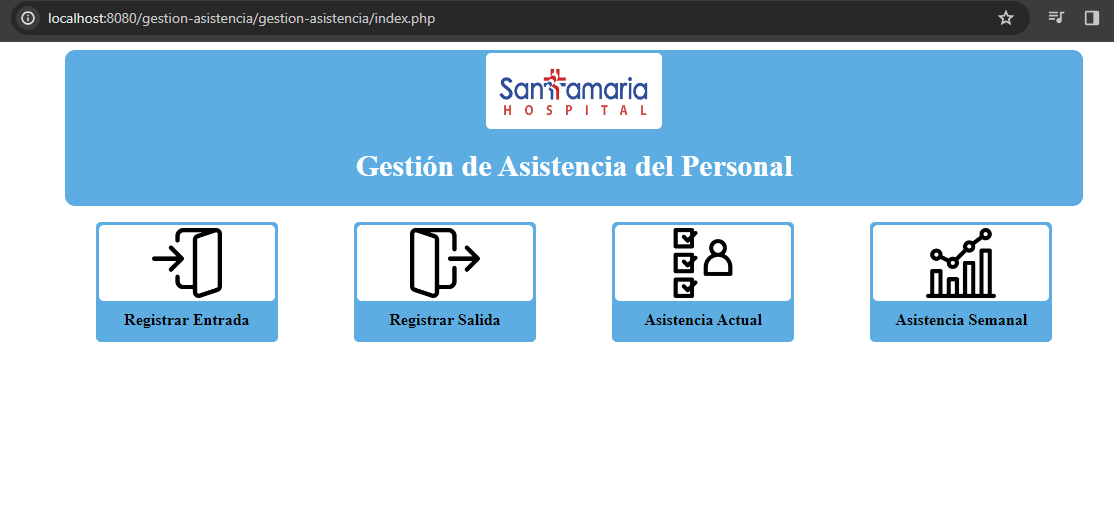 localhost:8080/gestion-asistencia/gestion-asistencia/index.php
Santamaria
HOSPITAL
Gestión de Asistencia del Personal
Registrar Entrada
Registrar Salida
Asistencia Actual
Asistencia Semanal